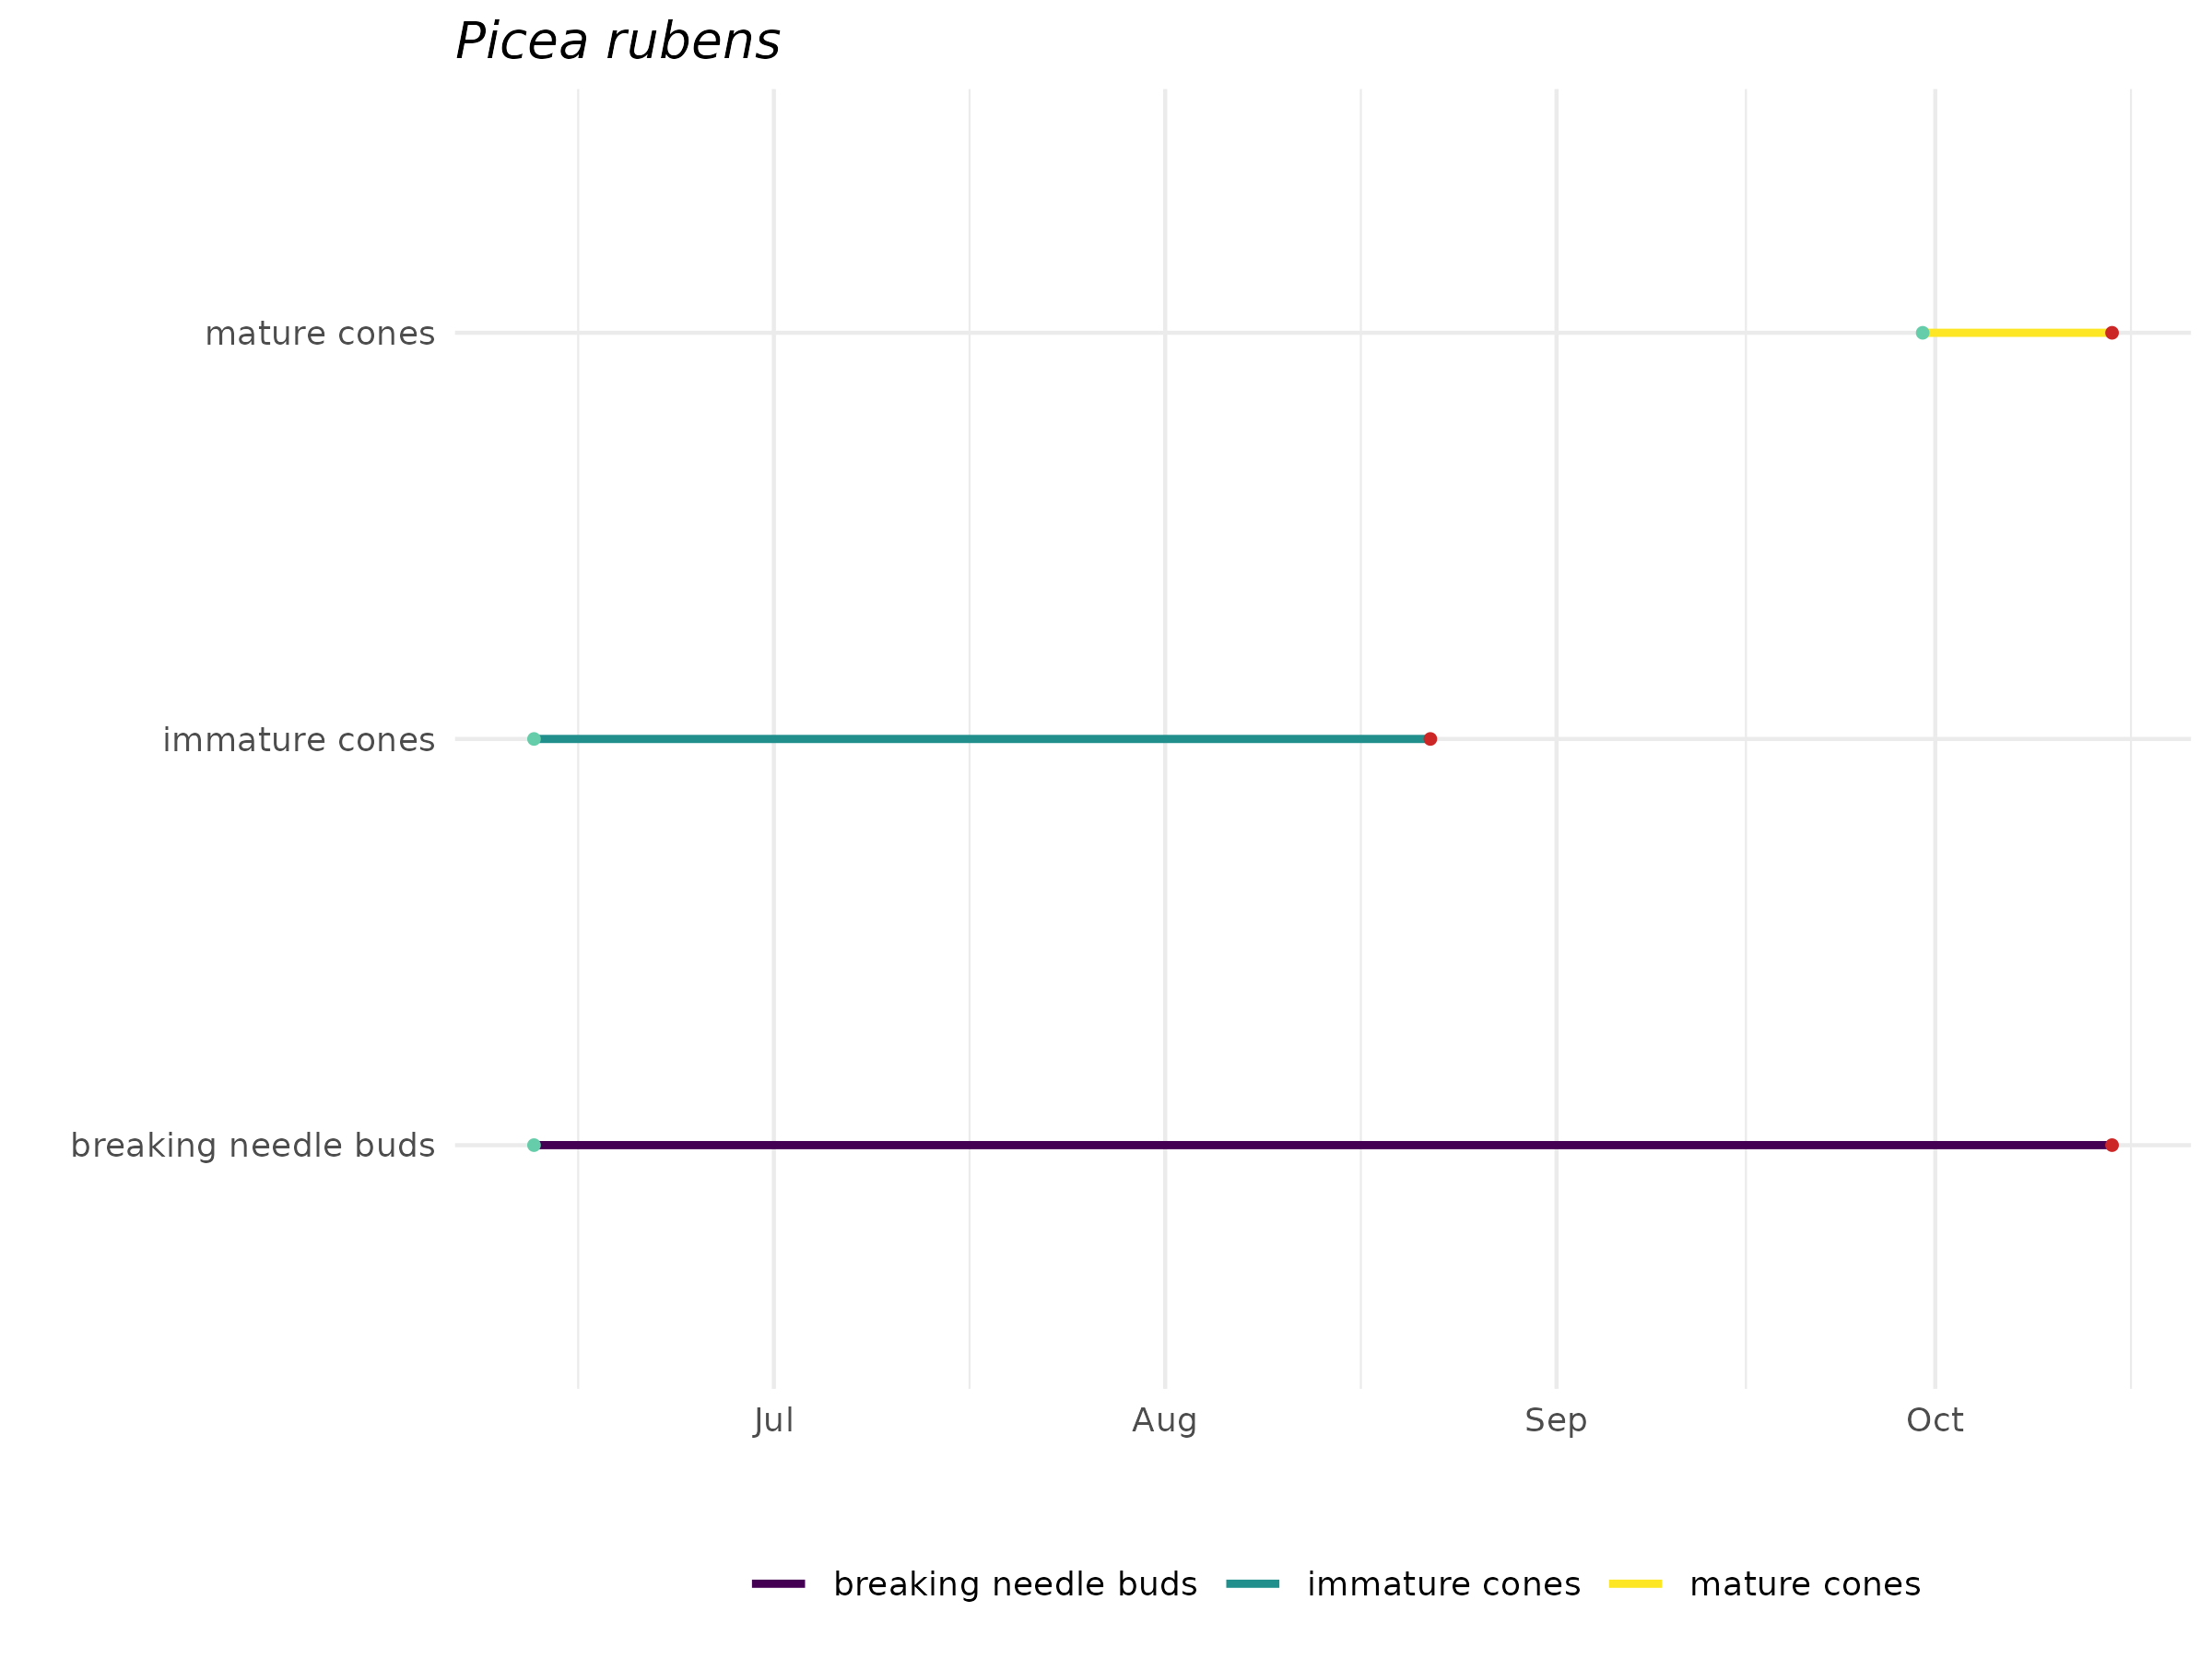 Picea rubens
mature cones
immature cones
breaking needle buds
Jul Aug Sep Oct
breaking needle buds immature cones mature cones